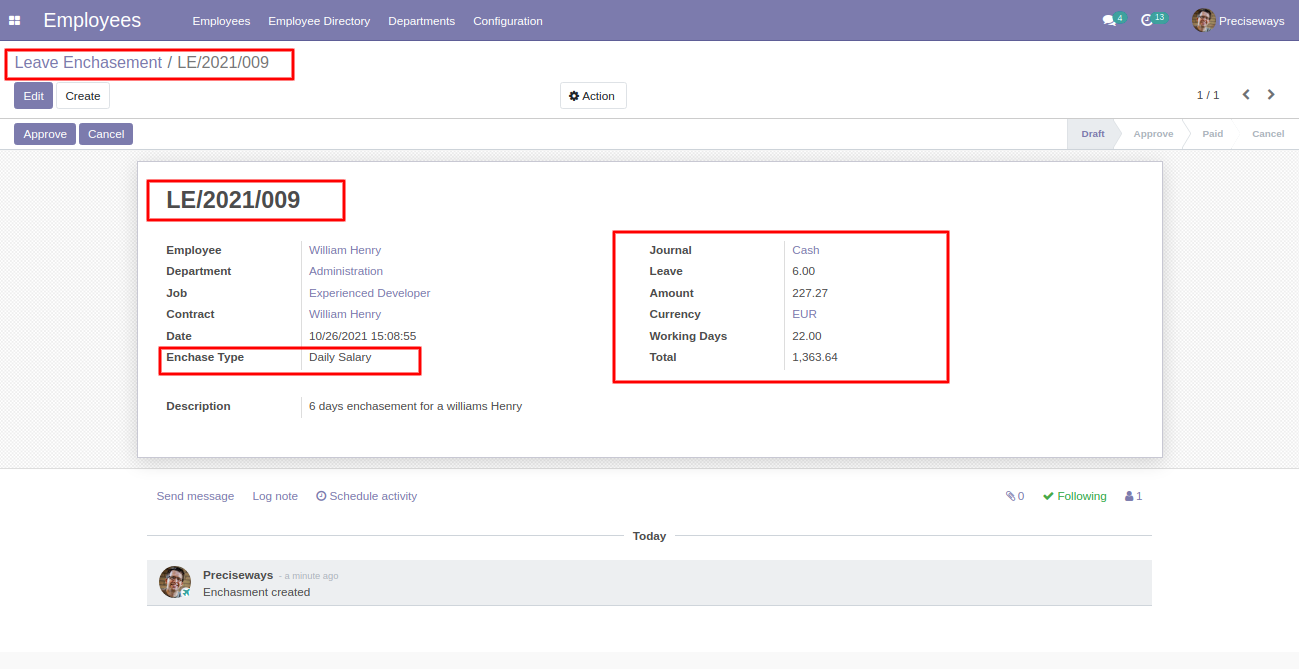 Employees Employees Employee Directory Departments Configuration 4 13 Preciseways
Leave Enchasement / LE/2021/009
Edit Create Action 1 / 1
Approve Cancel Draft Approve Paid Cancel
LE/2021/009
Employee William Henry
Department Administration
Job Experienced Developer
Contract William Henry
Date 10/26/2021 15:08:55
Enchase Type Daily Salary
Journal Cash
Leave 6.00
Amount 227.27
Currency EUR
Working Days 22.00
Total 1,363.64
Description 6 days enchasement for a williams Henry
Send message Log note Schedule activity 0 Following 1
Today
Preciseways - a minute ago
Enchasment created